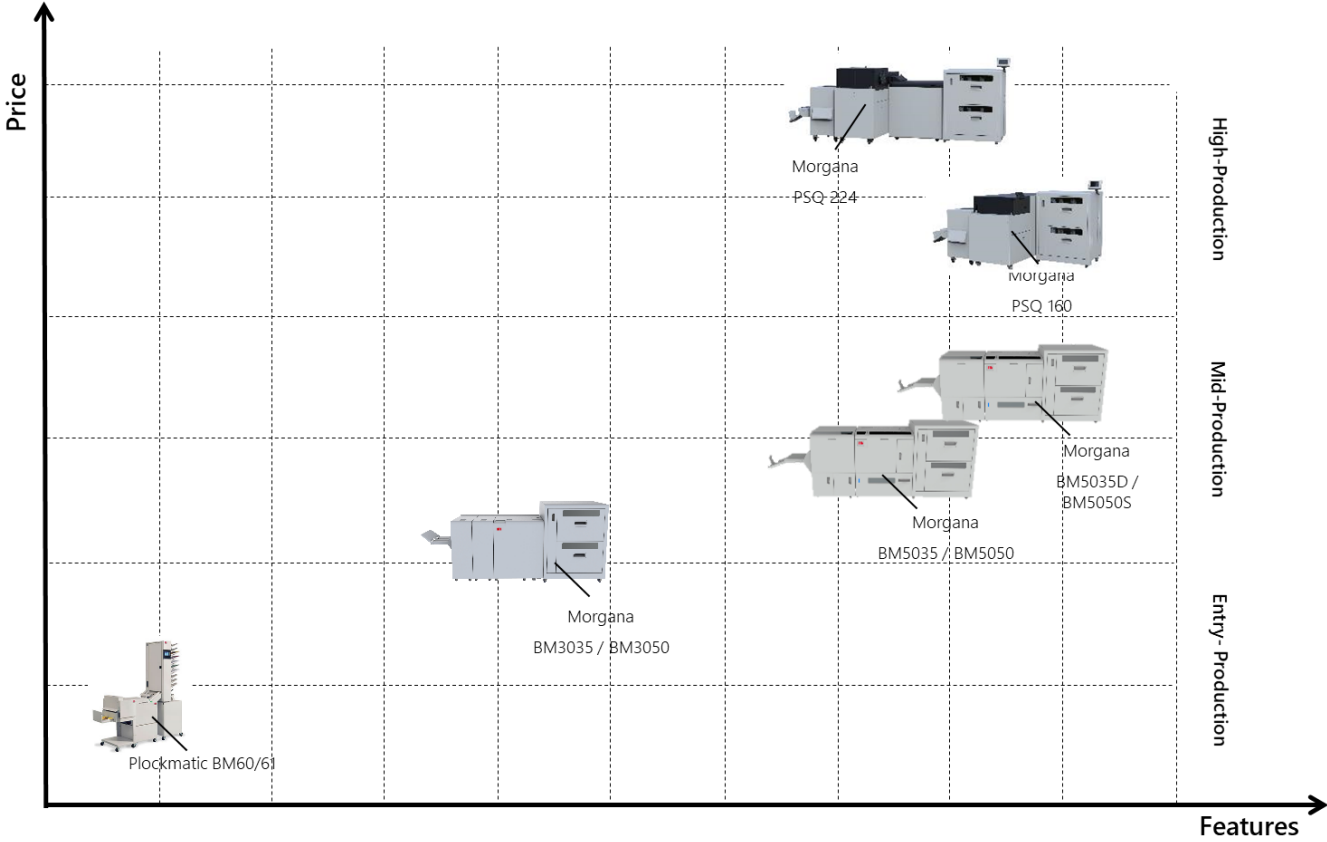 Price
Morgana
PSQ 224
High-Production
Morgana
PSQ 160
Mid-Production
Morgana
BM5035D /
BM5050S
Morgana
BM5035 / BM5050
Morgana
BM3035 / BM3050
Entry- Production
Plockmatic BM60/61
Features